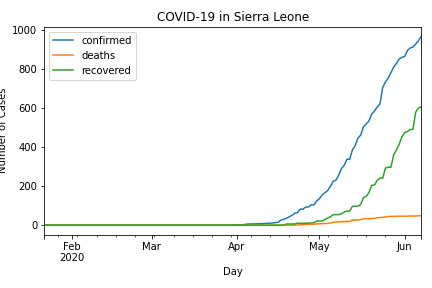 COVID-19 in Sierra Leone
1000
800
600
400
200
0
Number of Cases
confirmed
deaths
recovered
Feb
2020
Mar
Apr
May
Jun
Day